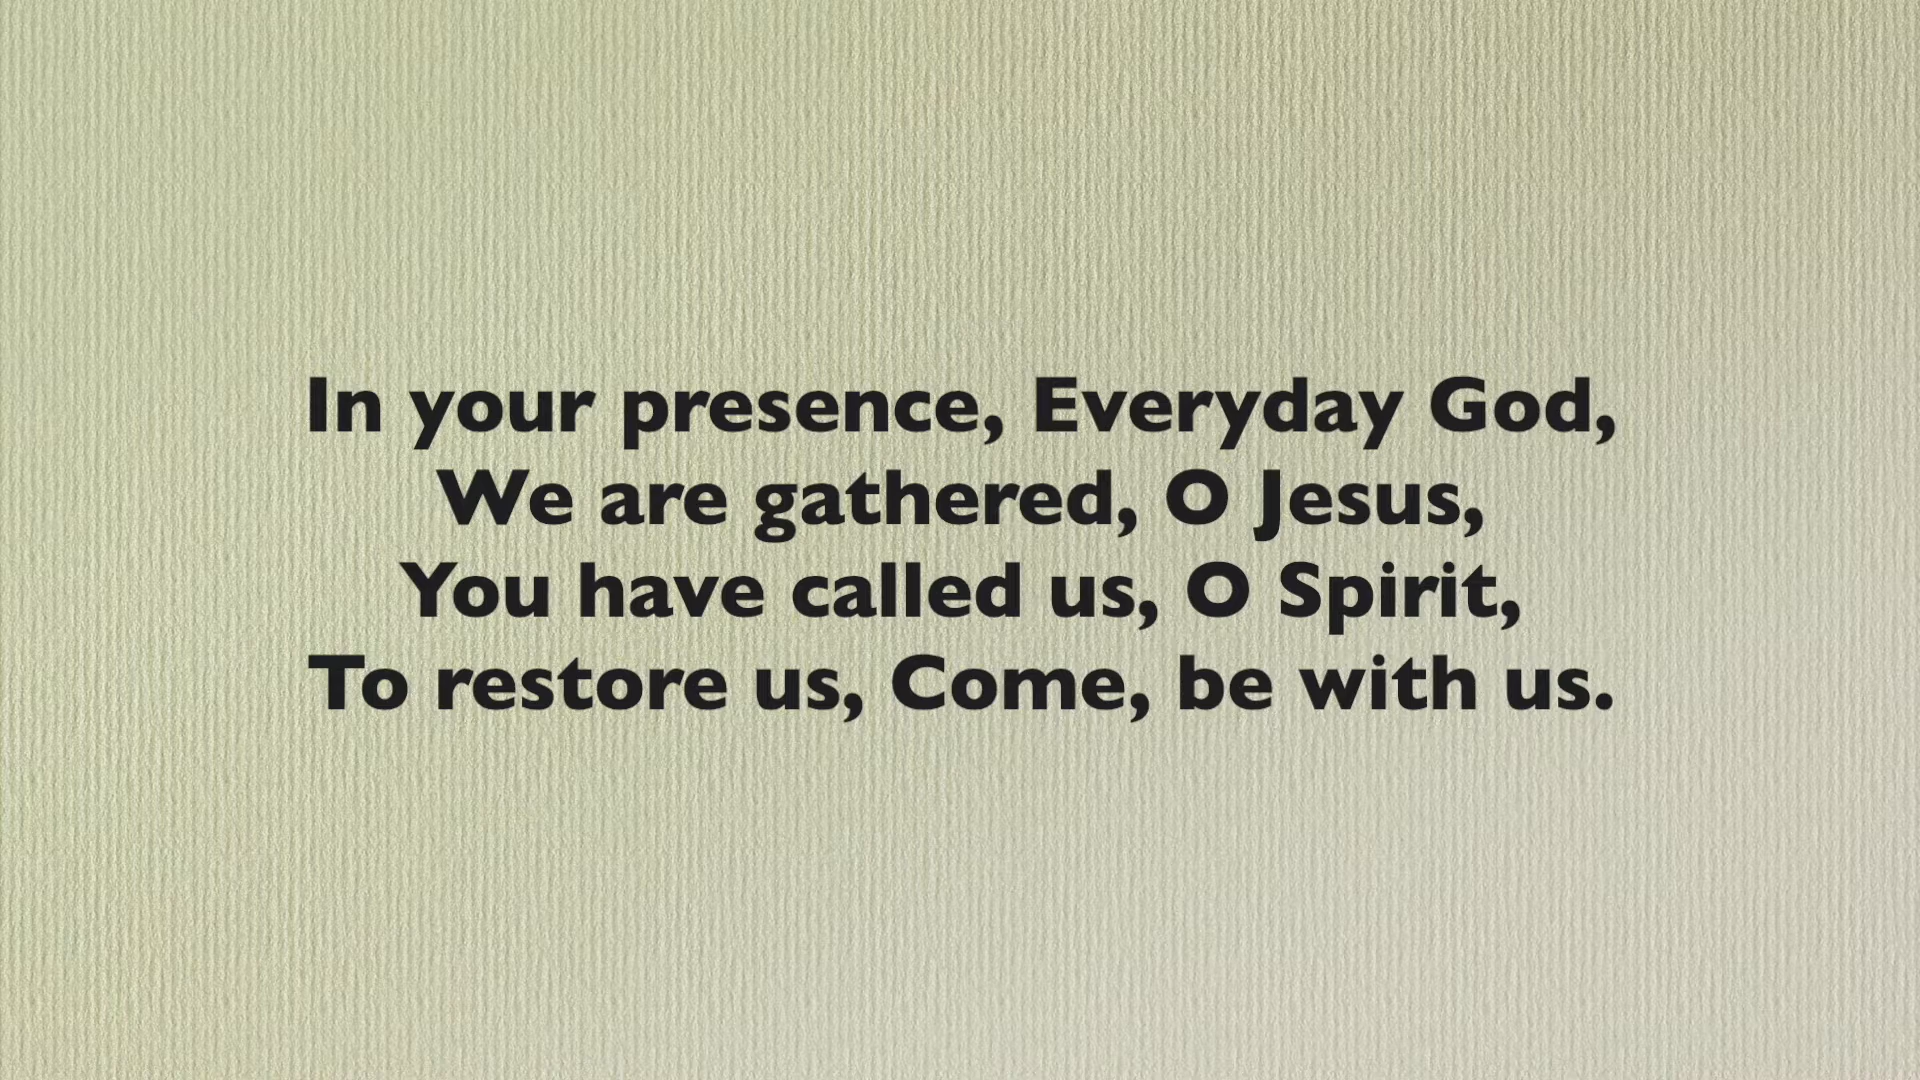 In your presence, Everyday God,
We are gathered, O Jesus,
You have called us, O Spirit,
To restore us, Come, be with us.